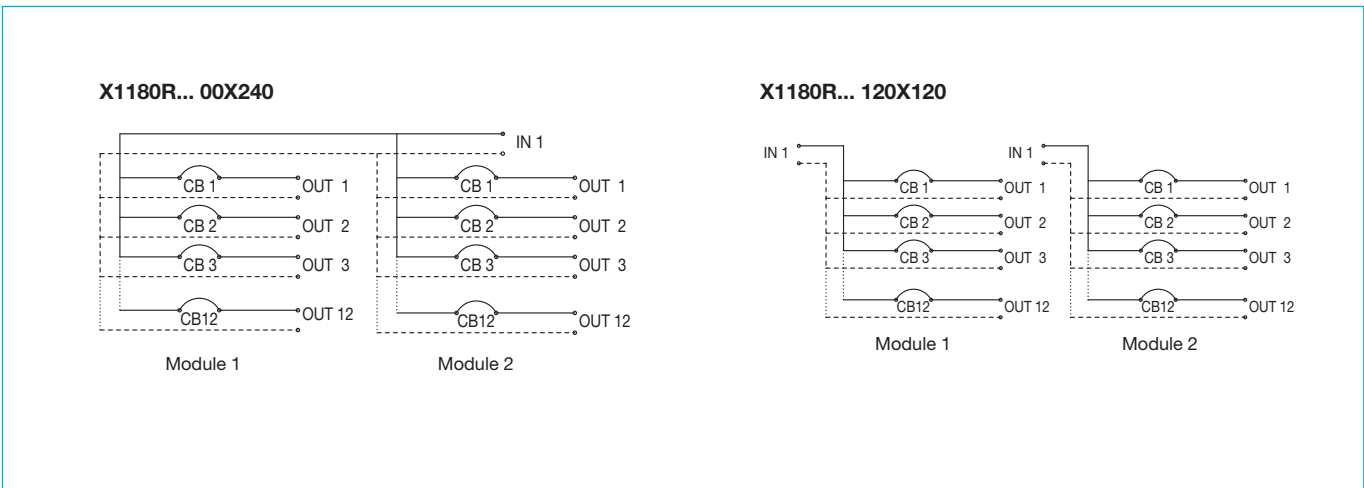 X1180R... 00X240
IN 1
CB 1 OUT 1 CB 1 OUT 1
CB 2 OUT 2 CB 2 OUT 2
CB 3 OUT 3 CB 3 OUT 3
CB12 OUT 12 CB12 OUT 12
Module 1 Module 2
X1180R... 120X120
IN 1 IN 1
CB 1 OUT 1 CB 1 OUT 1
CB 2 OUT 2 CB 2 OUT 2
CB 3 OUT 3 CB 3 OUT 3
CB12 OUT 12 CB12 OUT 12
Module 1 Module 2